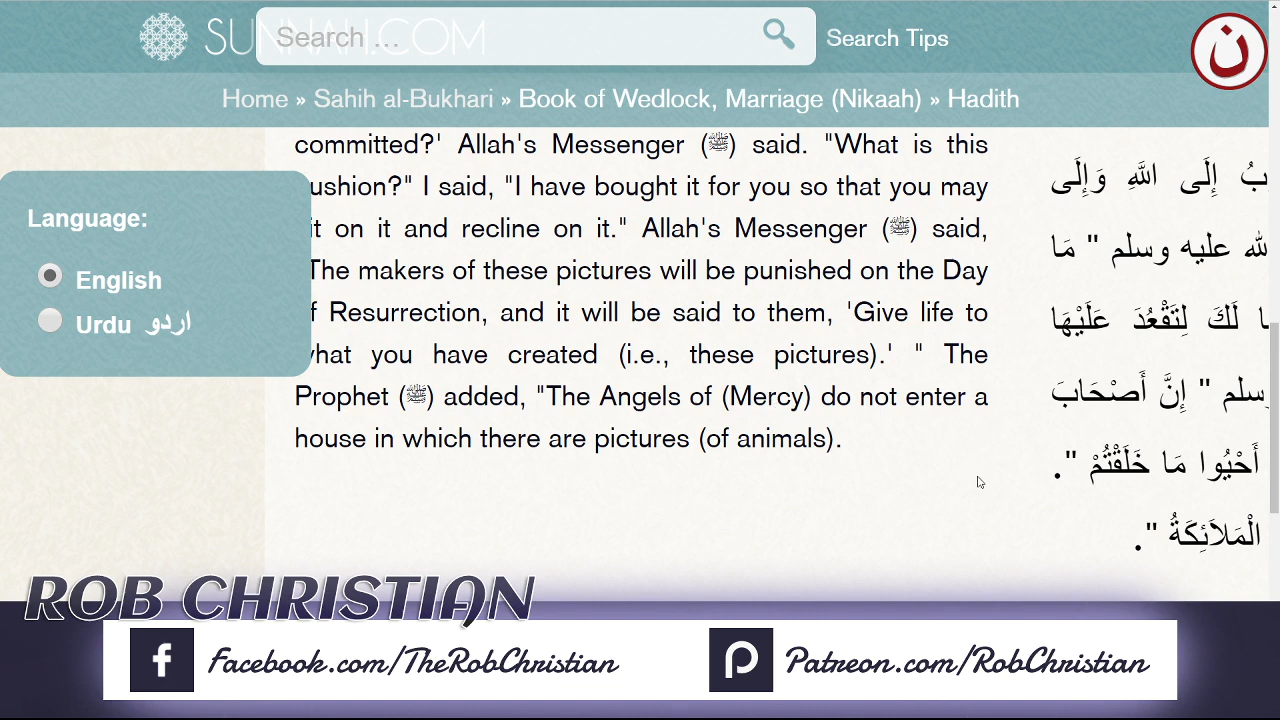 SUNNAH.COM
Search ...
Search Tips
ن
Home » Sahih al-Bukhari » Book of Wedlock, Marriage (Nikaah) » Hadith
committed?' Allah's Messenger (ﷺ) said. "What is this
ushion?" I said, "I have bought it for you so that you may
it on it and recline on it." Allah's Messenger (ﷺ) said,
The makers of these pictures will be punished on the Day
f Resurrection, and it will be said to them, 'Give life to
what you have created (i.e., these pictures).' " The
Prophet (ﷺ) added, "The Angels of (Mercy) do not enter a
house in which there are pictures (of animals).
Language:
English
Urdu اردو
بُ إِلَى اللَّهِ وَإِلَى
لله عليه وسلم " مَا
ا لَكَ لِتَقْعُدَ عَلَيْهَا
وسلم " إِنَّ أَصْحَابَ
أَحْيُوا مَا خَلَقْتُمْ ".
الْمَلاَئِكَةُ ".
ROB CHRISTIAN
f Facebook.com/TheRobChristian
Patreon.com/RobChristian